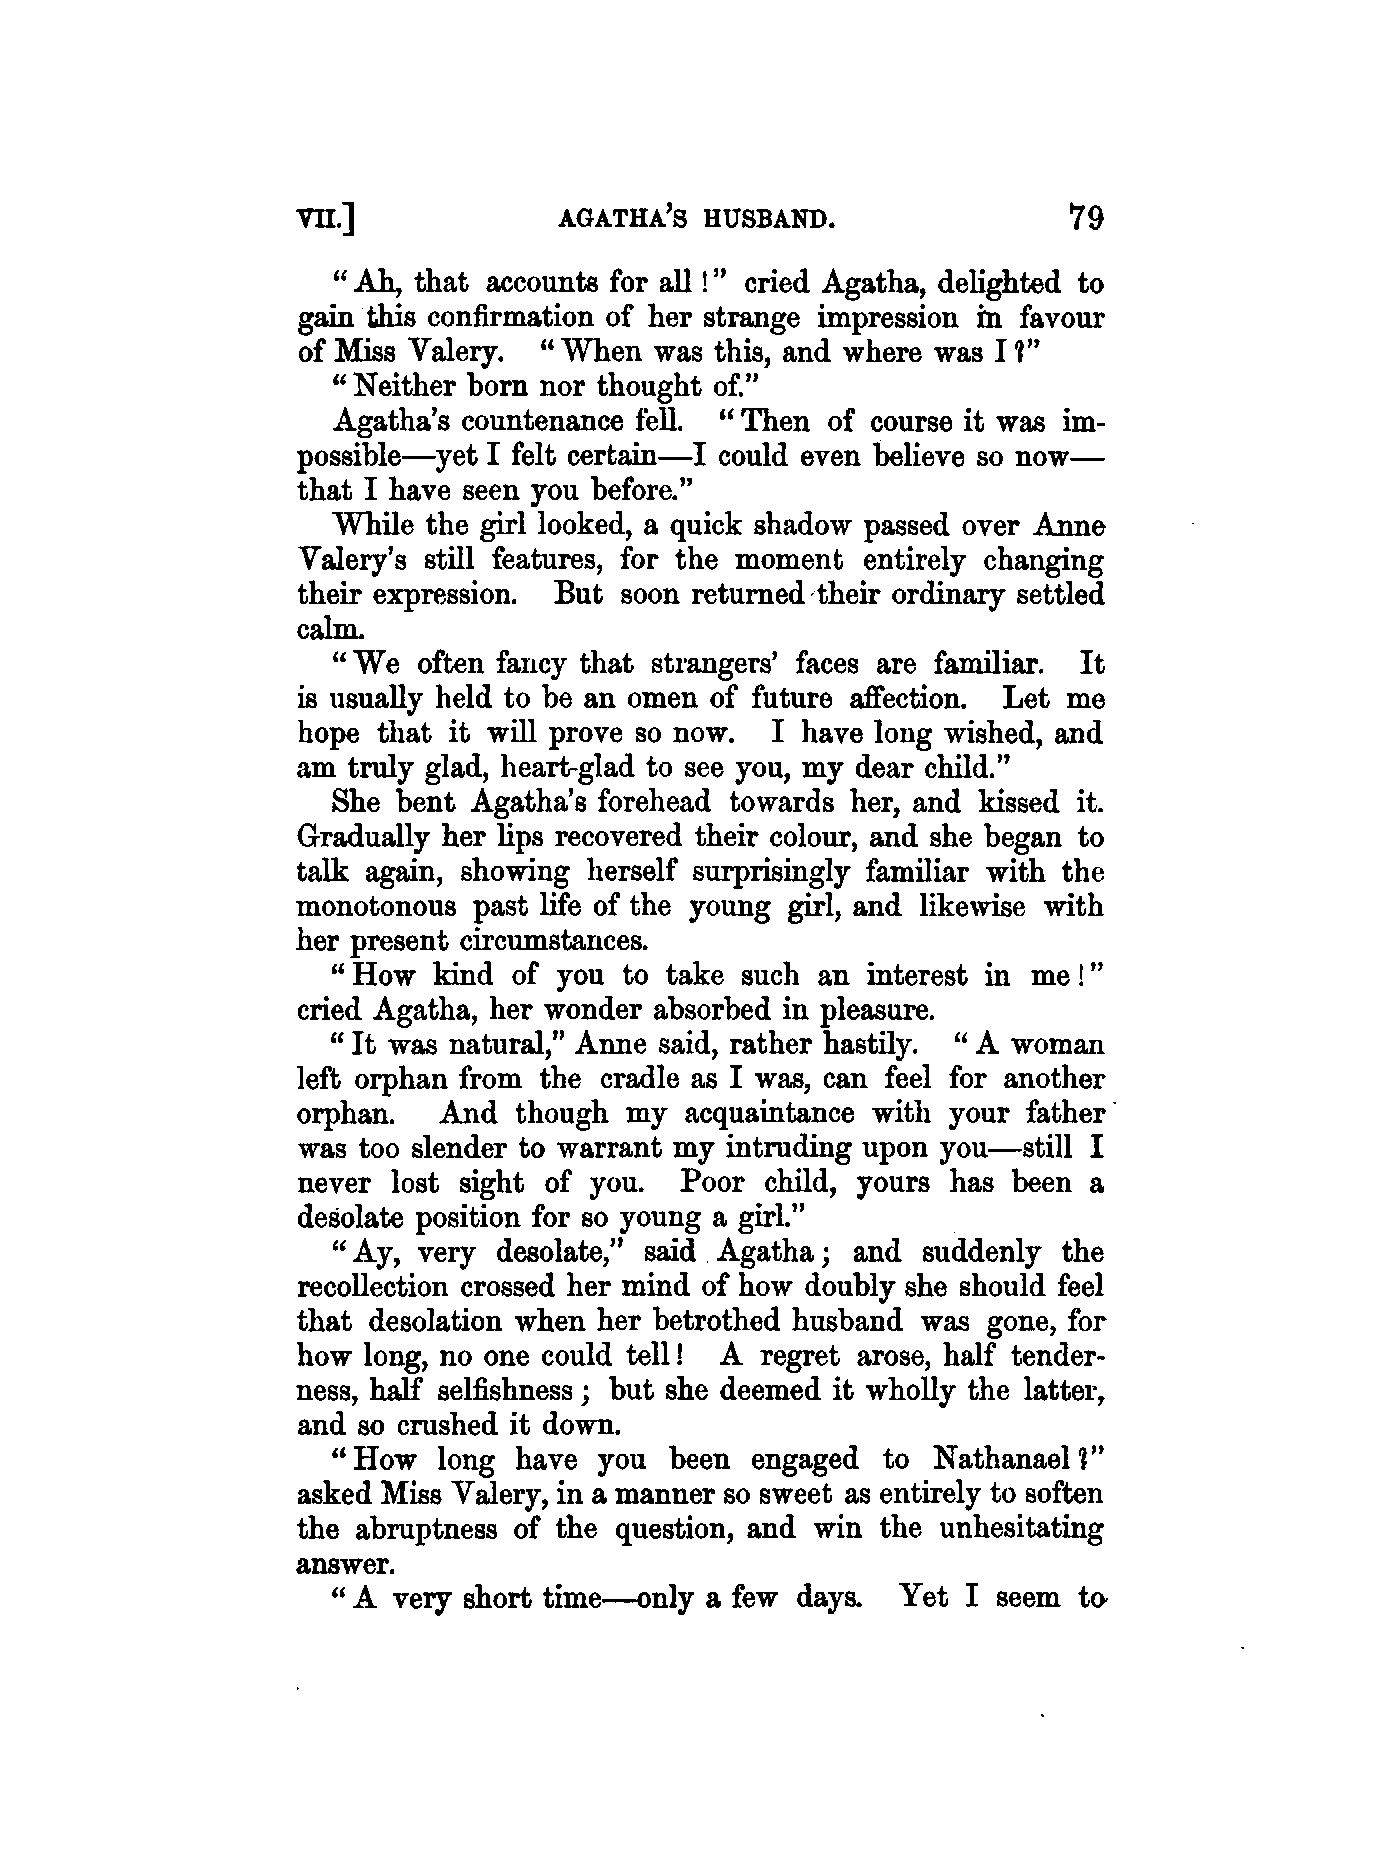 VII.] AGATHA'S HUSBAND. 79
“Ah, that accounts for all!” cried Agatha, delighted to
gain this confirmation of her strange impression in favour
of Miss Valery. “When was this, and where was I?”
“Neither born nor thought of.”
Agatha's countenance fell. “Then of course it was im-
possible—yet I felt certain—I could even believe so now—
that I have seen you before.”
While the girl looked, a quick shadow passed over Anne
Valery's still features, for the moment entirely changing
their expression. But soon returned their ordinary settled
calm.
“We often fancy that strangers' faces are familiar. It
is usually held to be an omen of future affection. Let me
hope that it will prove so now. I have long wished, and
am truly glad, heart-glad to see you, my dear child.”
She bent Agatha's forehead towards her, and kissed it.
Gradually her lips recovered their colour, and she began to
talk again, showing herself surprisingly familiar with the
monotonous past life of the young girl, and likewise with
her present circumstances.
“How kind of you to take such an interest in me!”
cried Agatha, her wonder absorbed in pleasure.
“It was natural,” Anne said, rather hastily. “A woman
left orphan from the cradle as I was, can feel for another
orphan. And though my acquaintance with your father
was too slender to warrant my intruding upon you—still I
never lost sight of you. Poor child, yours has been a
desolate position for so young a girl.”
“Ay, very desolate,” said Agatha; and suddenly the
recollection crossed her mind of how doubly she should feel
that desolation when her betrothed husband was gone, for
how long, no one could tell! A regret arose, half tender-
ness, half selfishness; but she deemed it wholly the latter,
and so crushed it down.
“How long have you been engaged to Nathanael?”
asked Miss Valery, in a manner so sweet as entirely to soften
the abruptness of the question, and win the unhesitating
answer.
“A very short time—only a few days. Yet I seem to